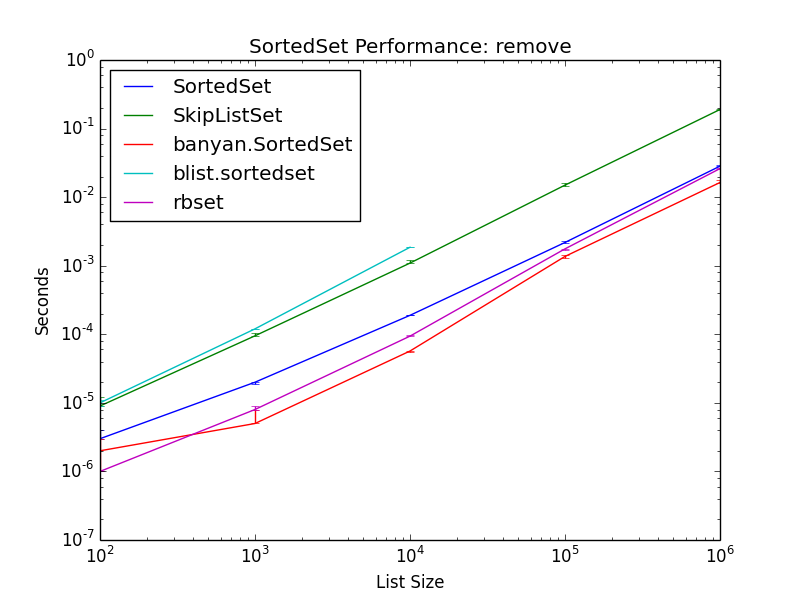 SortedSet Performance: remove
10^0
SortedSet
SkipListSet
banyan.SortedSet
blist.sortedset
rbset
10^-1
10^-2
10^-3
10^-4
10^-5
10^-6
10^-7
Seconds
10^2 10^3 10^4 10^5 10^6
List Size